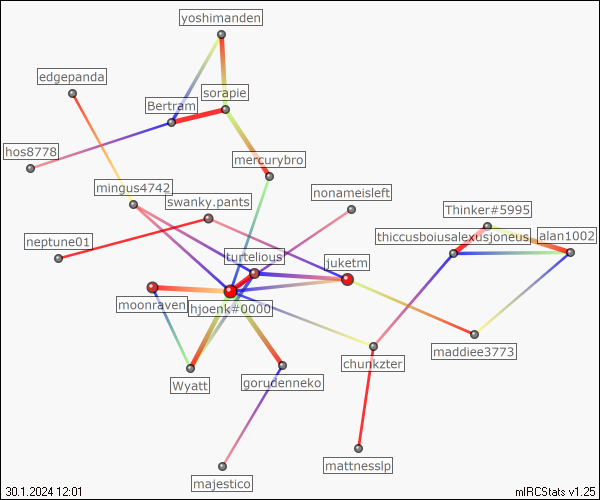 yoshimanden
edgepanda
sorapie
Bertram
hos8778
mercurybro
mingus4742
swanky.pants
nonameisleft
Thinker#5995
neptune01
thiccusboiusalexusjoneus
alan1002
turtelious
juketm
moonraven
hjoenk#0000
maddiee3773
chunkzter
Wyatt
gorudenneko
mattnesslp
majestico
30.1.2024 12:01
mIRCStats v1.25